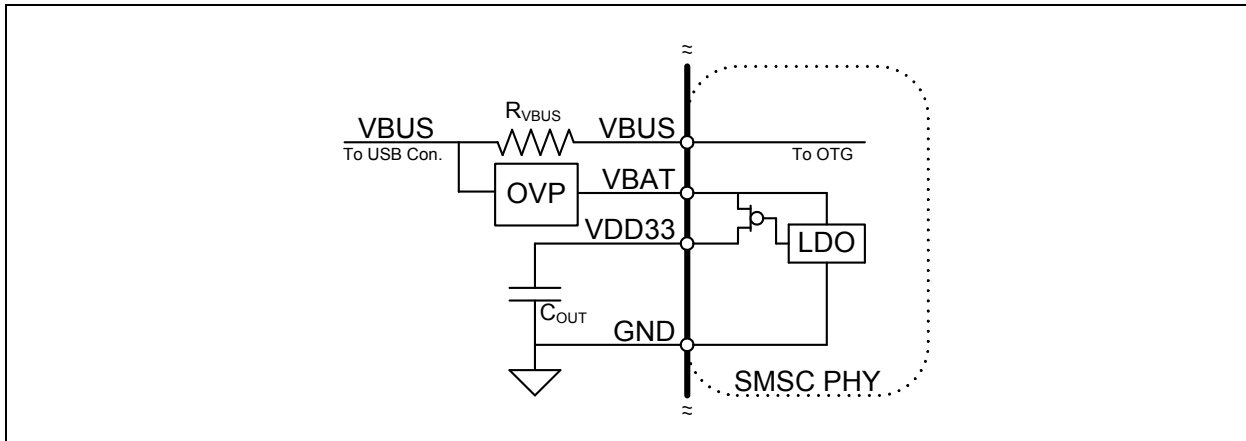 ≈
RVBUS
VBUS
VBUS
To USB Con.
To OTG
OVP
VBAT
VDD33
LDO
COUT
GND
SMSC PHY
≈